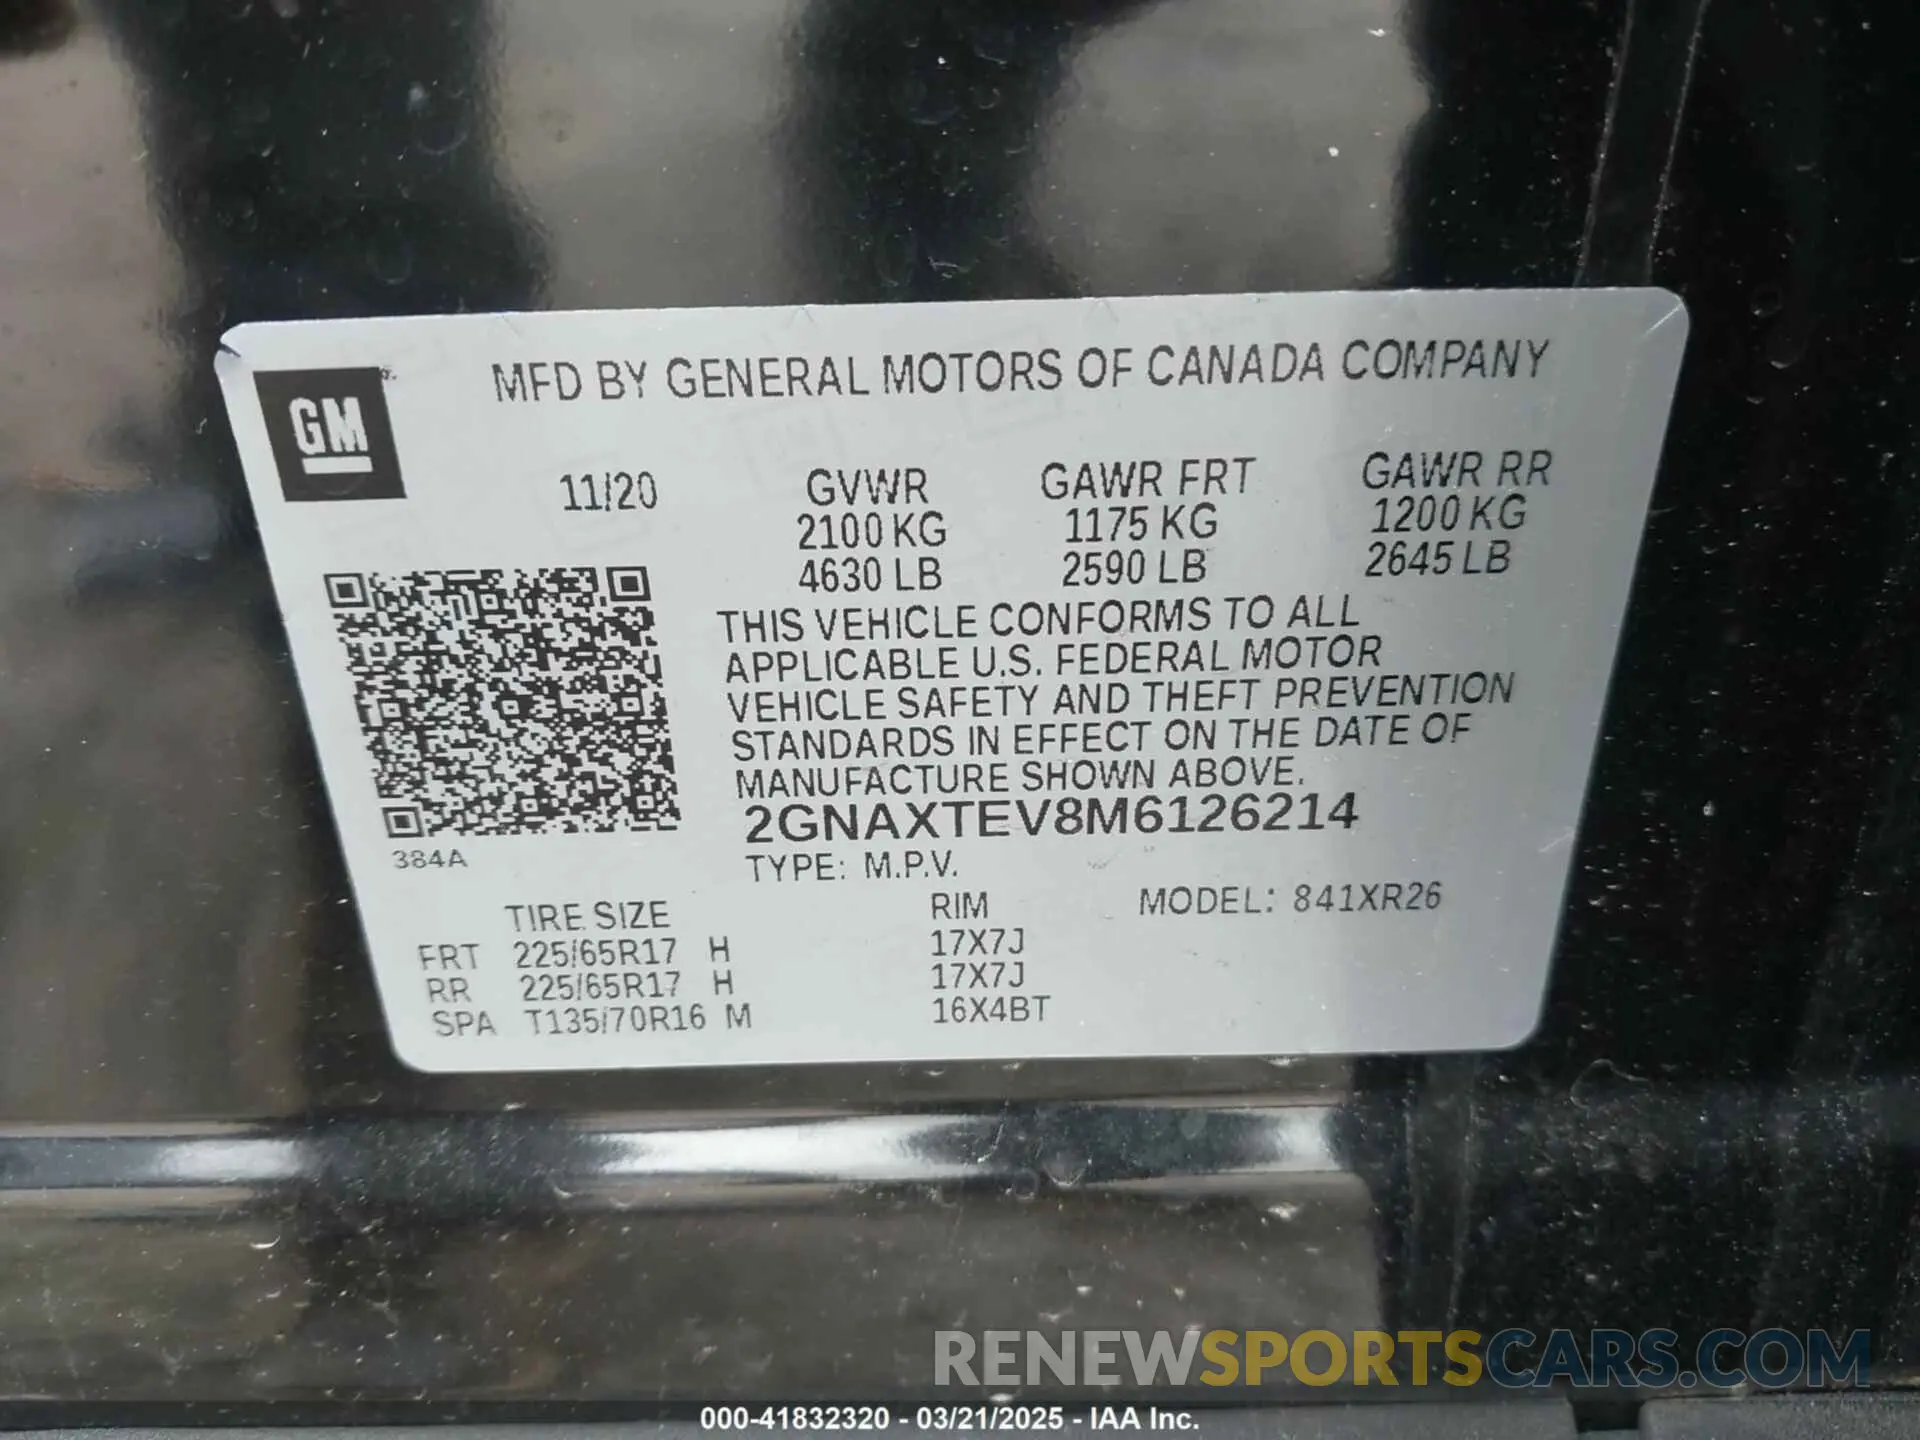 MFD BY GENERAL MOTORS OF CANADA COMPANY
GM
11/20 GVWR GAWR FRT GAWR RR
2100 KG 1175 KG 1200 KG
4630 LB 2590 LB 2645 LB
THIS VEHICLE CONFORMS TO ALL
APPLICABLE U.S. FEDERAL MOTOR
VEHICLE SAFETY AND THEFT PREVENTION
STANDARDS IN EFFECT ON THE DATE OF
MANUFACTURE SHOWN ABOVE.
2GNAXTEV8M6126214
384A
TYPE: M.P.V.
TIRE SIZE RIM MODEL: 841XR26
FRT 225/65R17 H 17X7J
RR 225/65R17 H 17X7J
SPA T135/70R16 M 16X4BT
RENEWSPORTSCARS.COM
000-41832320 - 03/21/2025 - IAA Inc.